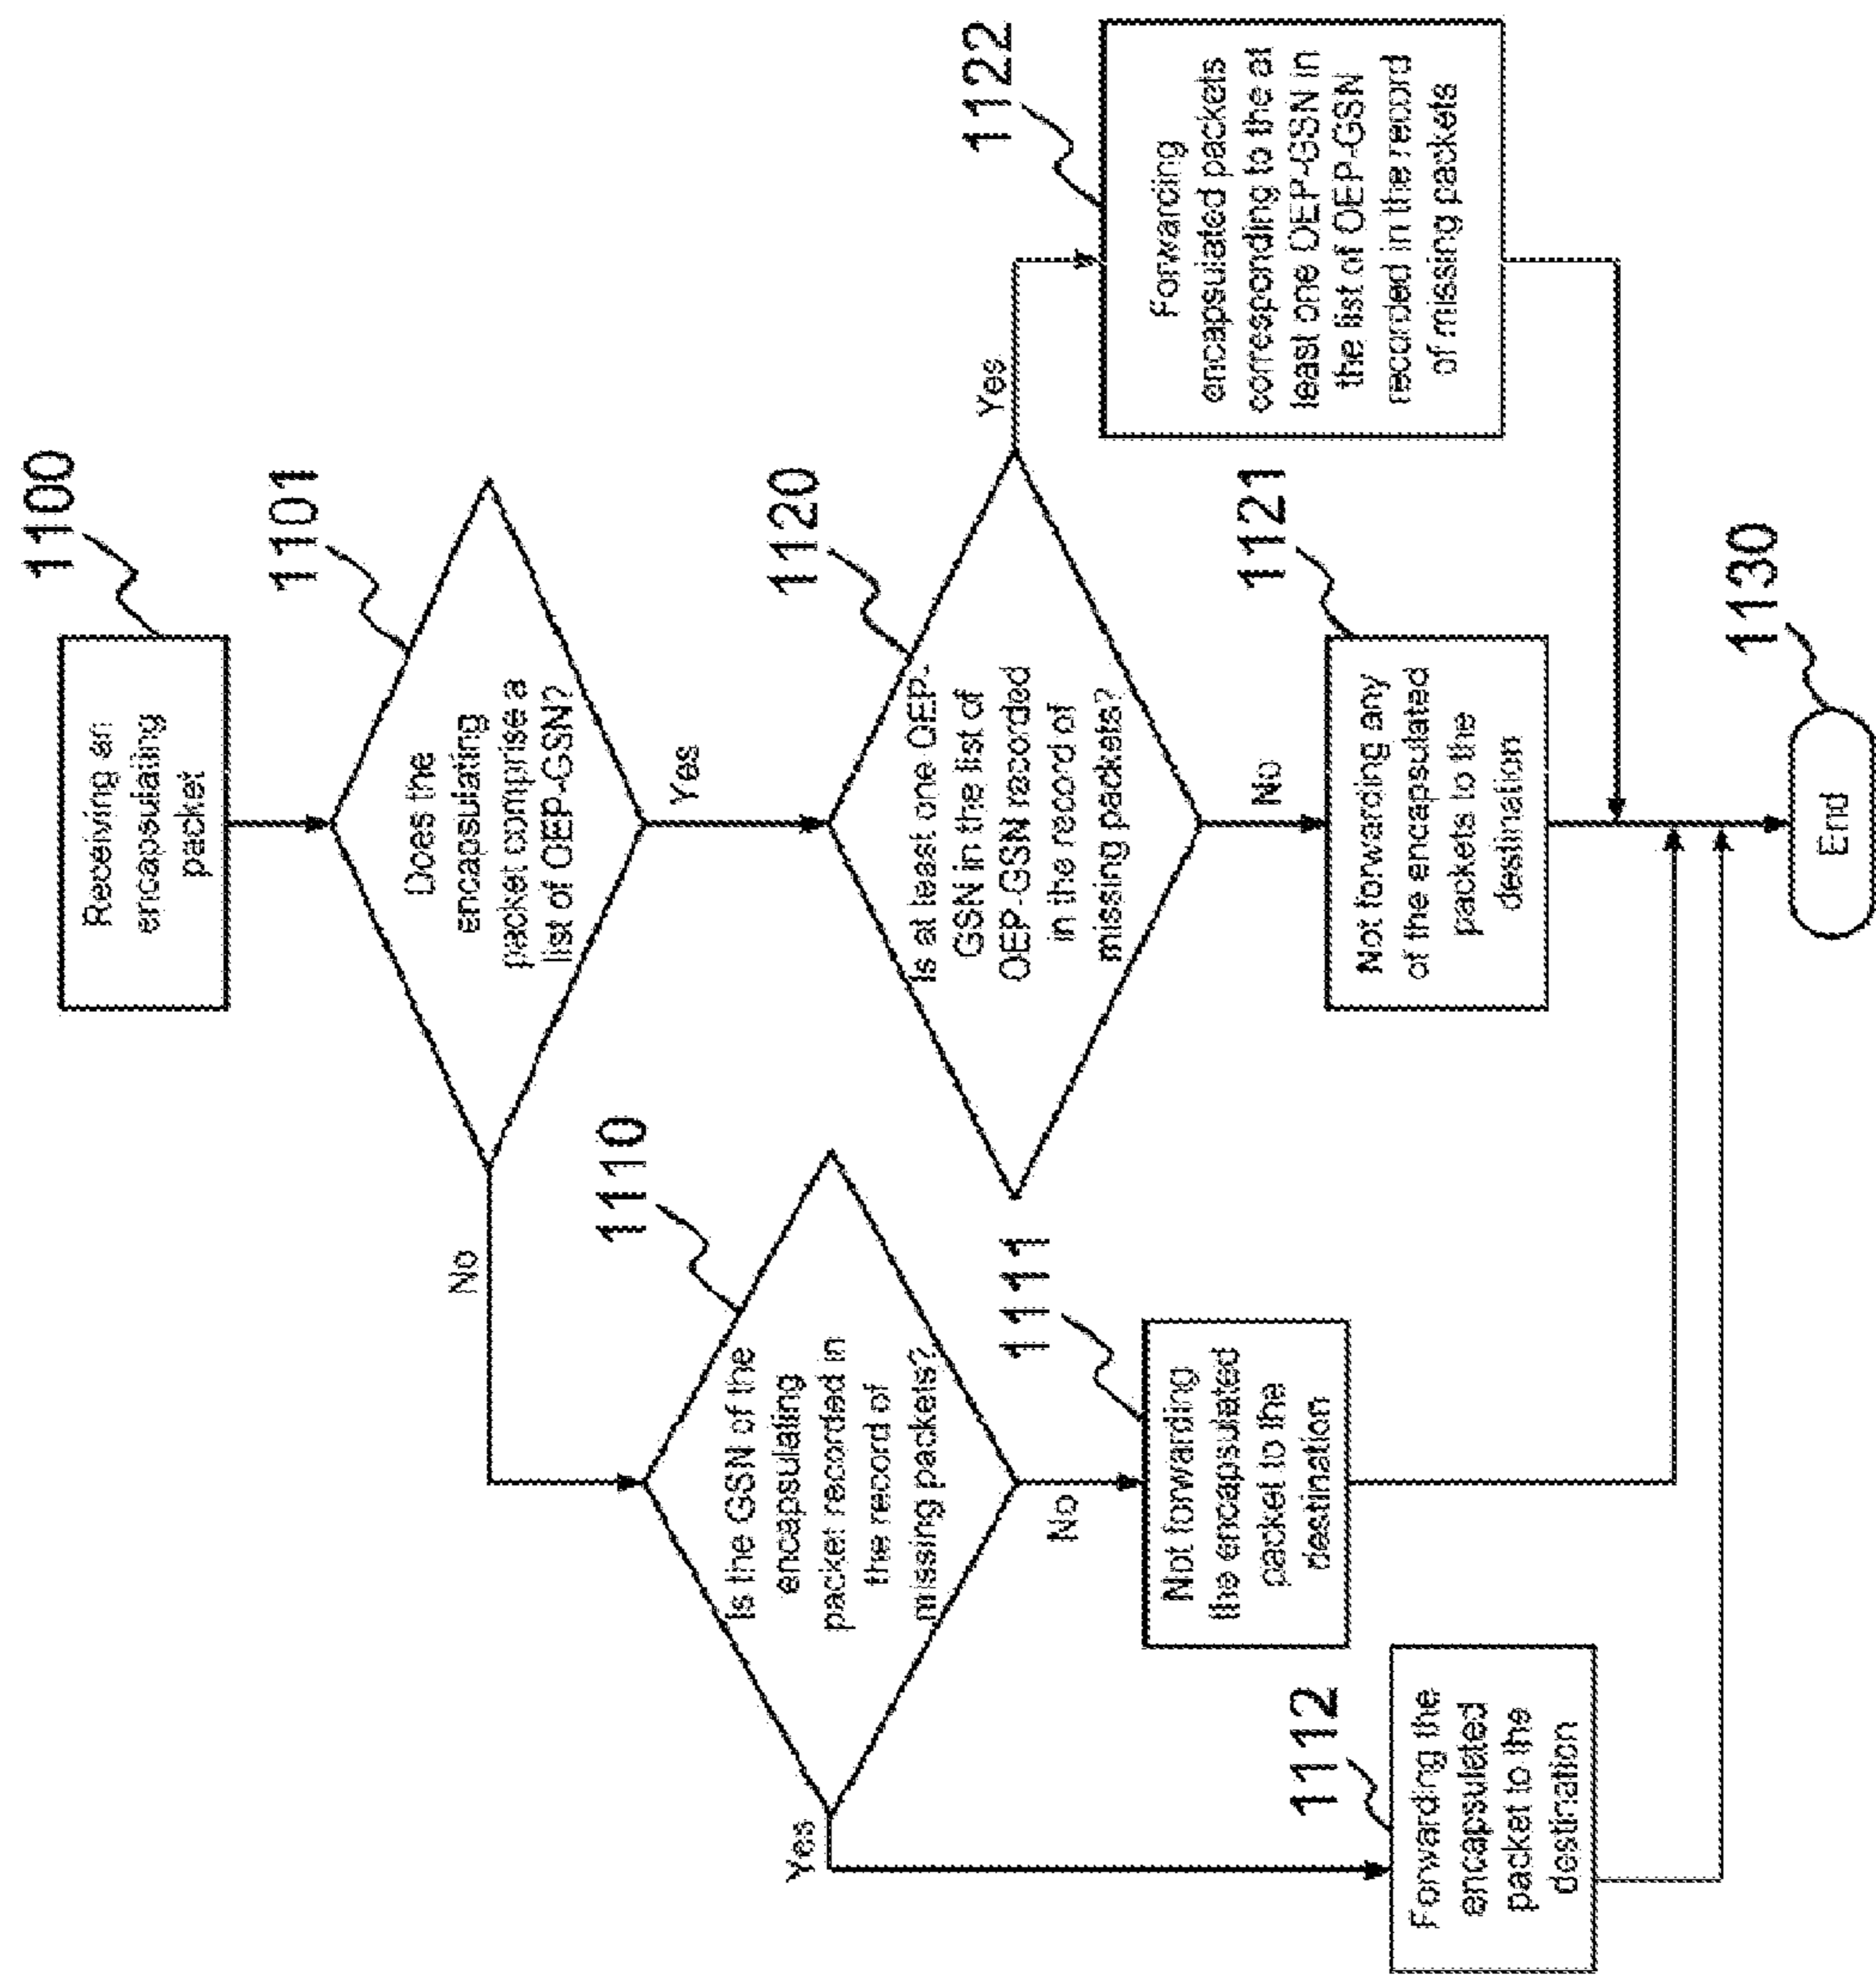 1100
Receiving an
encapsulating
packet
1101
Does the
encapsulating
packet comprise a
list of OEP-GSN?
No
Yes
1110
Is the GSN of the
encapsulating
packet recorded in
the record of
missing packets?
Yes
No
1120
Is at least one OEP-
GSN in the list of
OEP-GSN recorded
in the record of
missing packets?
Yes
No
1122
Forwarding
encapsulated packets
corresponding to the at
least one OEP-GSN in
the list of OEP-GSN
recorded in the record
of missing packets
1111
Not forwarding
the encapsulated
packet to the
destination
1121
Not forwarding any
of the encapsulated
packets to the
destination
1112
Forwarding the
encapsulated
packet to the
destination
1130
End